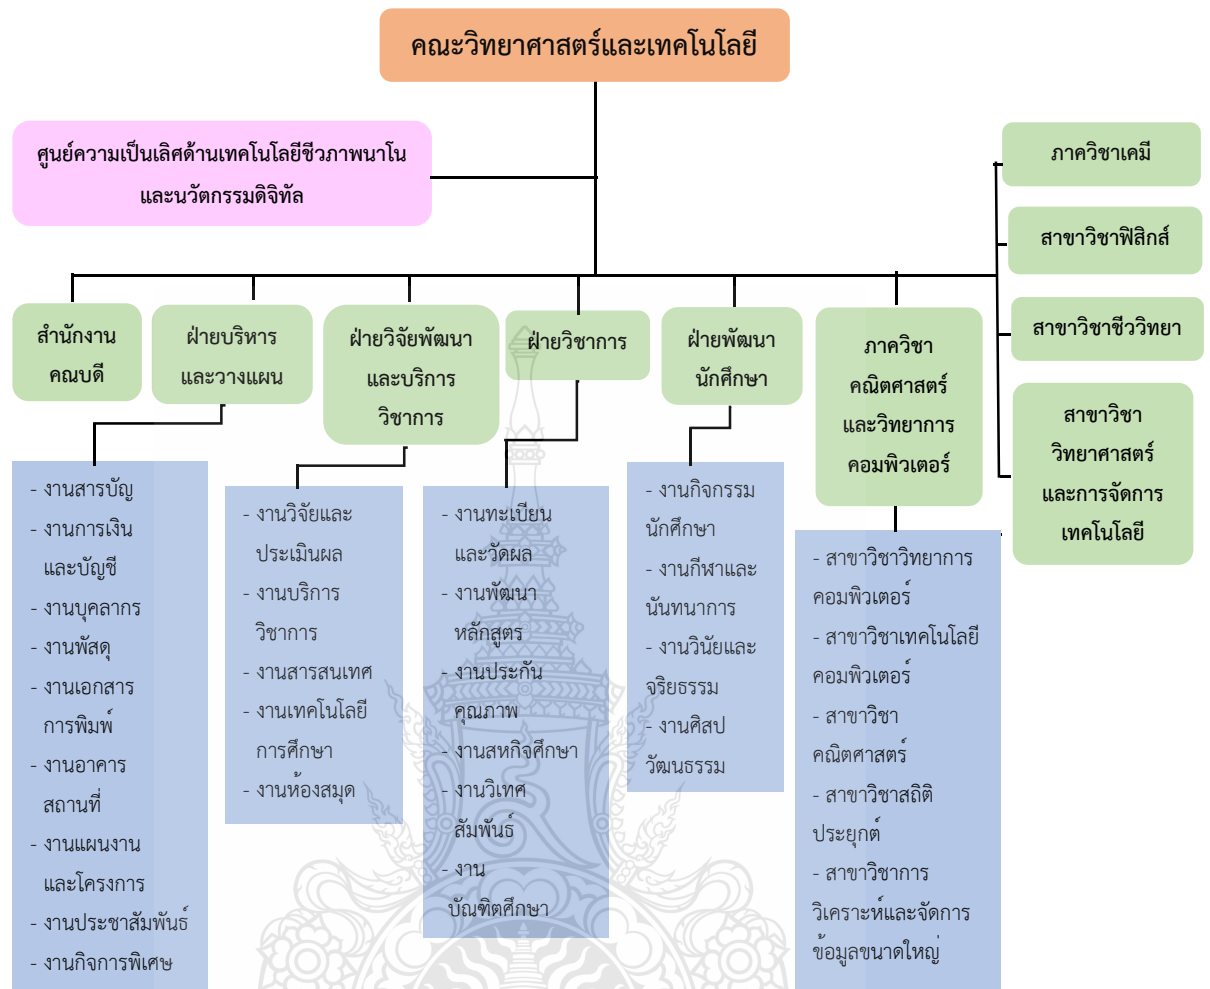 คณะวิทยาศาสตร์และเทคโนโลยี
ศูนย์ความเป็นเลิศด้านเทคโนโลยีชีวภาพนาโน
และนวัตกรรมดิจิทัล
ภาควิชาเคมี
สาขาวิชาฟิสิกส์
สาขาวิชาชีววิทยา
สาขาวิชา
วิทยาศาสตร์
และการจัดการ
เทคโนโลยี
สำนักงาน
คณบดี
ฝ่ายบริหาร
และวางแผน
ฝ่ายวิจัยพัฒนา
และบริการ
วิชาการ
ฝ่ายวิชาการ
ฝ่ายพัฒนา
นักศึกษา
ภาควิชา
คณิตศาสตร์
และวิทยาการ
คอมพิวเตอร์
- งานสารบัญ
- งานการเงิน
และบัญชี
- งานบุคลากร
- งานพัสดุ
- งานเอกสาร
การพิมพ์
- งานอาคาร
สถานที่
- งานแผนงาน
และโครงการ
- งานประชาสัมพันธ์
- งานกิจการพิเศษ
- งานวิจัยและ
ประเมินผล
- งานบริการ
วิชาการ
- งานสารสนเทศ
- งานเทคโนโลยี
การศึกษา
- งานห้องสมุด
- งานทะเบียน
และวัดผล
- งานพัฒนา
หลักสูตร
- งานประกัน
คุณภาพ
- งานสหกิจศึกษา
- งานวิเทศ
สัมพันธ์
- งาน
บัณฑิตศึกษา
- งานกิจกรรม
นักศึกษา
- งานกีฬาและ
นันทนาการ
- งานวินัยและ
จริยธรรม
- งานศิลป
วัฒนธรรม
- สาขาวิชาวิทยาการ
คอมพิวเตอร์
- สาขาวิชาเทคโนโลยี
คอมพิวเตอร์
- สาขาวิชา
คณิตศาสตร์
- สาขาวิชาสถิติ
ประยุกต์
- สาขาวิชาการ
วิเคราะห์และจัดการ
ข้อมูลขนาดใหญ่